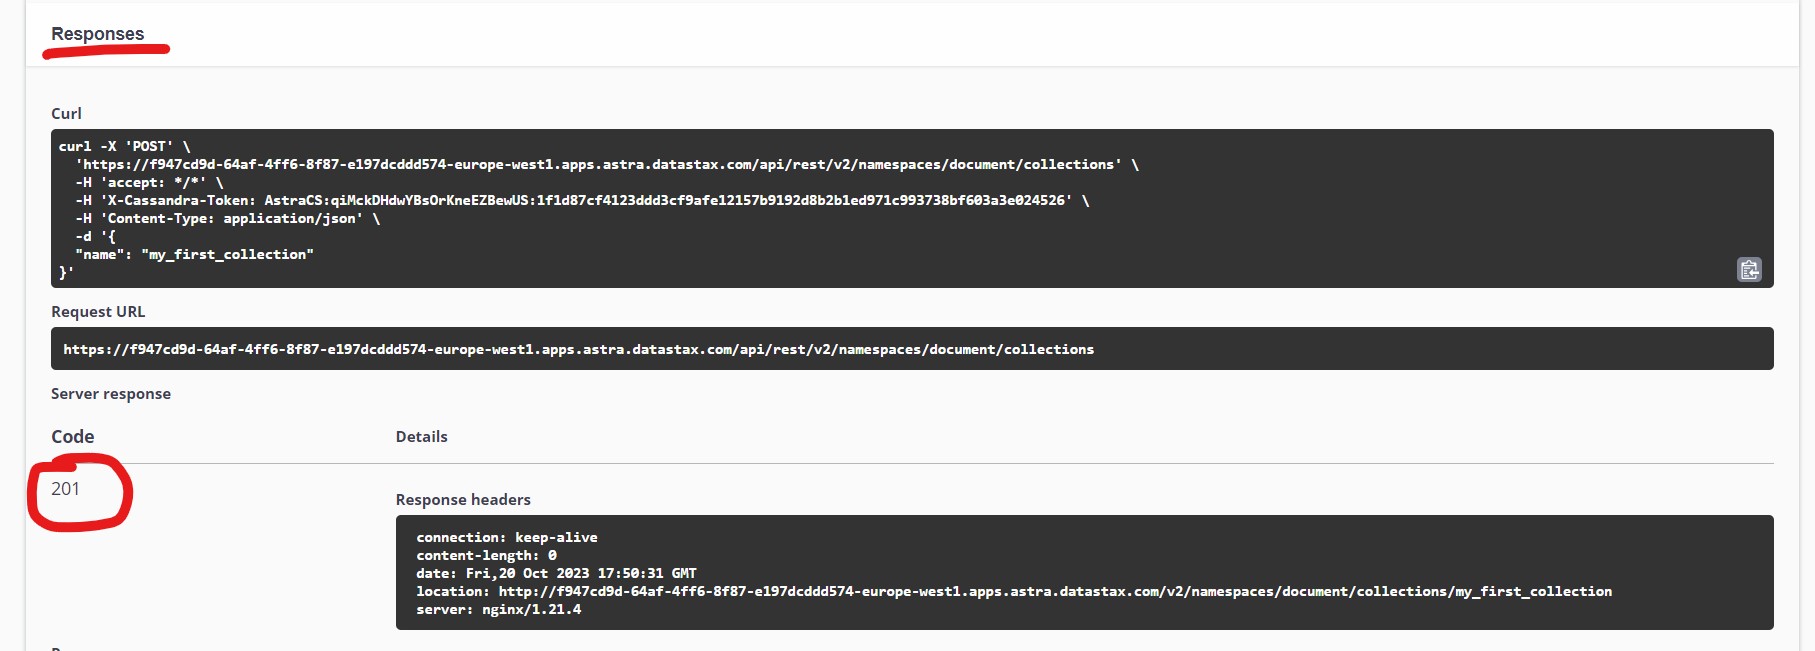 Responses
Curl
curl -X 'POST' \
'https://f947cd9d-64af-4ff6-8f87-e197dcddd574-europe-west1.apps.astra.datastax.com/api/rest/v2/namespaces/document/collections' \
-H 'accept: */*' \
-H 'X-Cassandra-Token: AstraCS:qiMckDHdwYBsOrKneEZBewUS:1f1d87cf4123ddd3cf9afe12157b9192d8b2b1ed971c993738bf603a3e024526' \
-H 'Content-Type: application/json' \
-d '{
"name": "my_first_collection"
}'
Request URL
https://f947cd9d-64af-4ff6-8f87-e197dcddd574-europe-west1.apps.astra.datastax.com/api/rest/v2/namespaces/document/collections
Server response
Code Details
201
Response headers
connection: keep-alive
content-length: 0
date: Fri,20 Oct 2023 17:50:31 GMT
location: http://f947cd9d-64af-4ff6-8f87-e197dcddd574-europe-west1.apps.astra.datastax.com/v2/namespaces/document/collections/my_first_collection
server: nginx/1.21.4